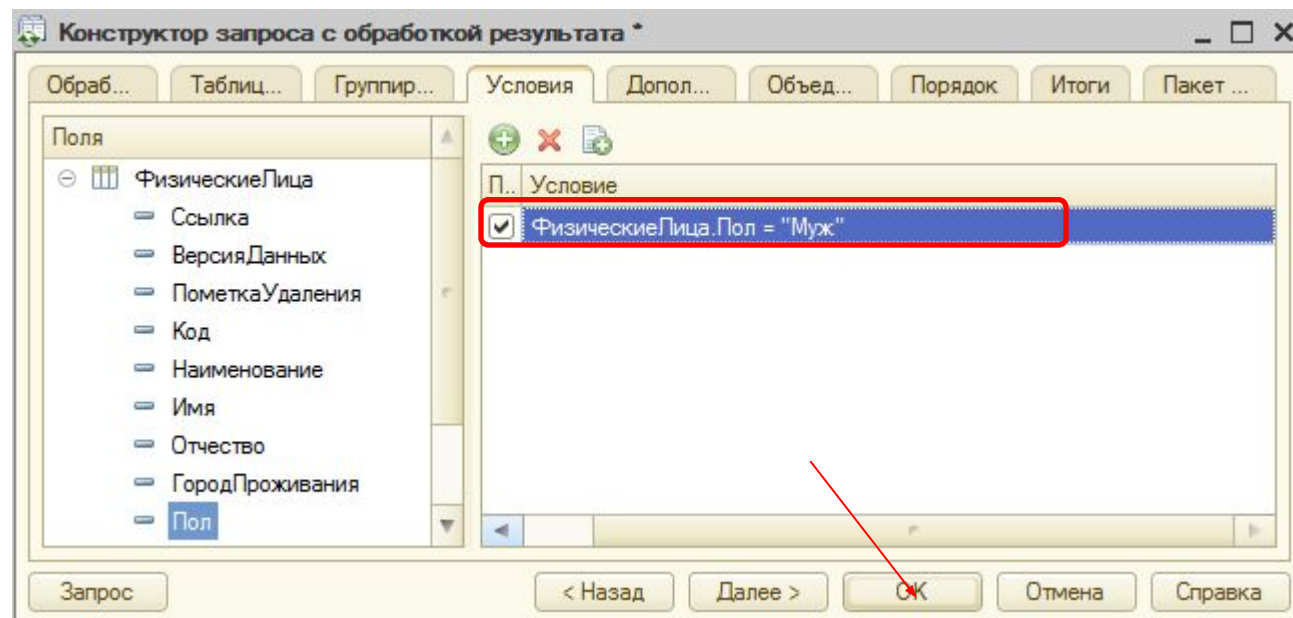 Конструктор запроса с обработкой результата *
Обраб... Таблиц... Группир... Условия Допол... Объед... Порядок Итоги Пакет ...
Поля
ФизическиеЛица
Ссылка
ВерсияДанных
ПометкаУдаления
Код
Наименование
Имя
Отчество
ГородПроживания
Пол
П.. Условие
ФизическиеЛица.Пол = "Муж"
Запрос < Назад Далее > ОК Отмена Справка